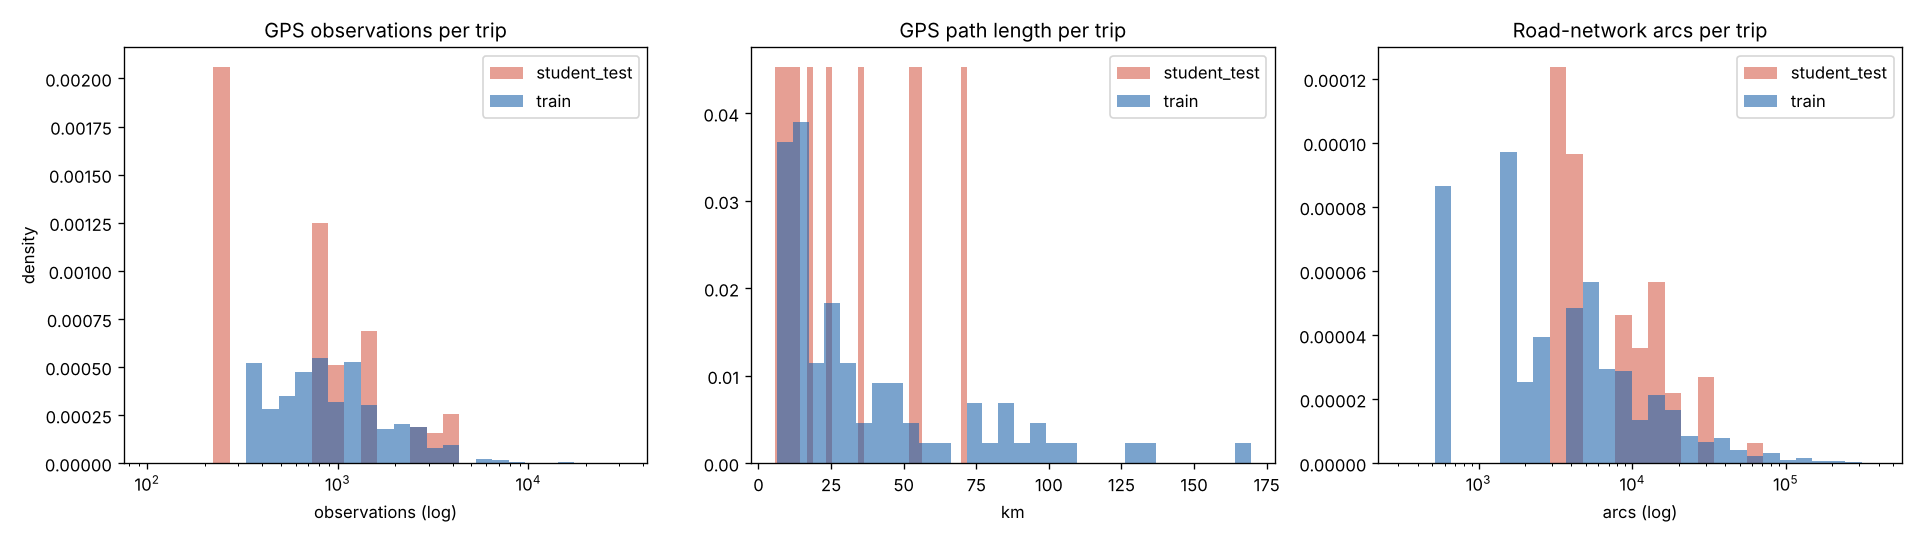 GPS observations per trip
GPS path length per trip
Road-network arcs per trip
student_test
train
student_test
train
student_test
train
density
0.00200
0.00175
0.00150
0.00125
0.00100
0.00075
0.00050
0.00025
0.00000
10²
10³
10⁴
observations (log)
0.04
0.03
0.02
0.01
0.00
0
25
50
75
100
125
150
175
km
0.00012
0.00010
0.00008
0.00006
0.00004
0.00002
0.00000
10³
10⁴
10⁵
arcs (log)